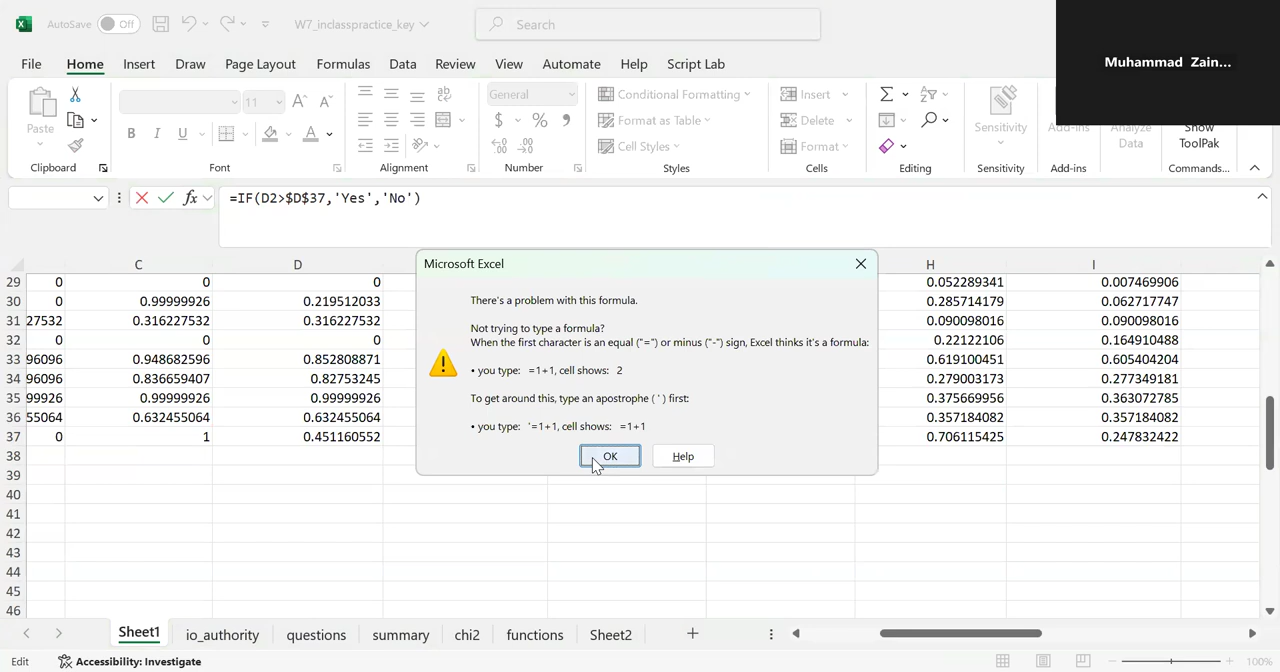 AutoSave Off W7_inclasspractice_key Search
Muhammad Zain...
File Home Insert Draw Page Layout Formulas Data Review View Automate Help Script Lab
Paste 11 General Conditional Formatting Format as Table Cell Styles Insert Delete Format Sensitivity Add-ins Analyze Data Show ToolPak
Clipboard Font Alignment Number Styles Cells Editing Sensitivity Add-ins Commands...
=IF(D2>$D$37,'Yes','No')
C D H I
29 0 0 0 0.052289341 0.007469906
30 0 0.99999926 0.219512033 0.285714179 0.062717747
31 27532 0.316227532 0.316227532 0.090098016 0.090098016
32 0 0 0 0.22122106 0.164910488
33 96096 0.948682596 0.852808871 0.619100451 0.605404204
34 96096 0.836659407 0.82753245 0.279003173 0.277349181
35 99926 0.99999926 0.99999926 0.375669956 0.363072785
36 55064 0.632455064 0.632455064 0.357184082 0.357184082
37 0 1 0.451160552 0.706115425 0.247832422
38
39
40
41
42
43
44
45
46
Microsoft Excel
There's a problem with this formula.
Not trying to type a formula?
When the first character is an equal ("=") or minus ("-") sign, Excel thinks it's a formula:
• you type: =1+1, cell shows: 2
To get around this, type an apostrophe ( ' ) first:
• you type: '=1+1, cell shows: =1+1
OK Help
Sheet1 io_authority questions summary chi2 functions Sheet2
Edit Accessibility: Investigate 100%